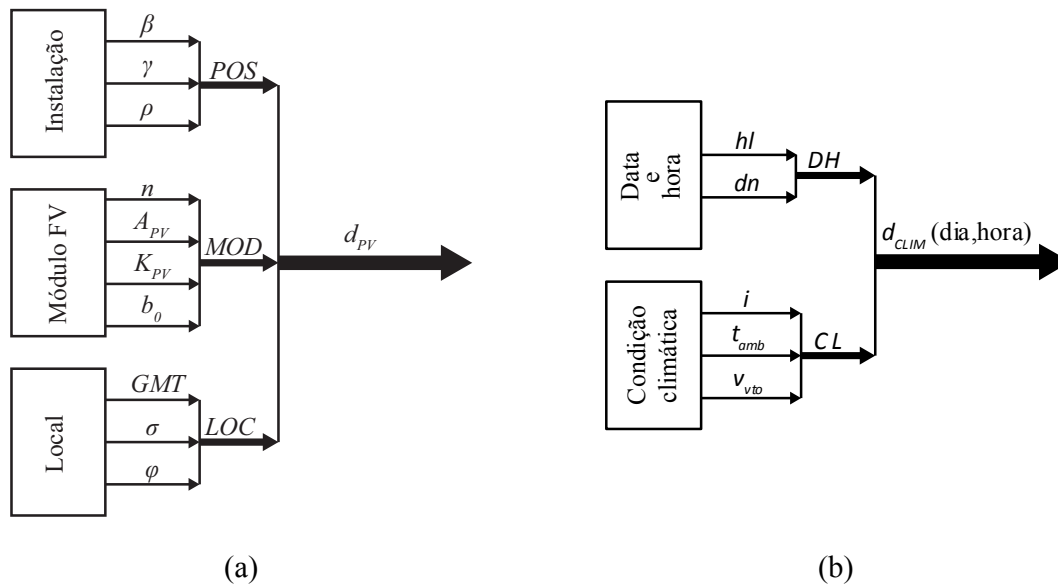 Instalação
β
γ
ρ
POS
Módulo FV
n
A_PV
K_PV
b_0
MOD
d_PV
Local
GMT
σ
φ
LOC
(a)
Data
e
hora
hl
dn
DH
d_CLIM (dia,hora)
Condição
climática
i
t_amb
v_vto
CL
(b)